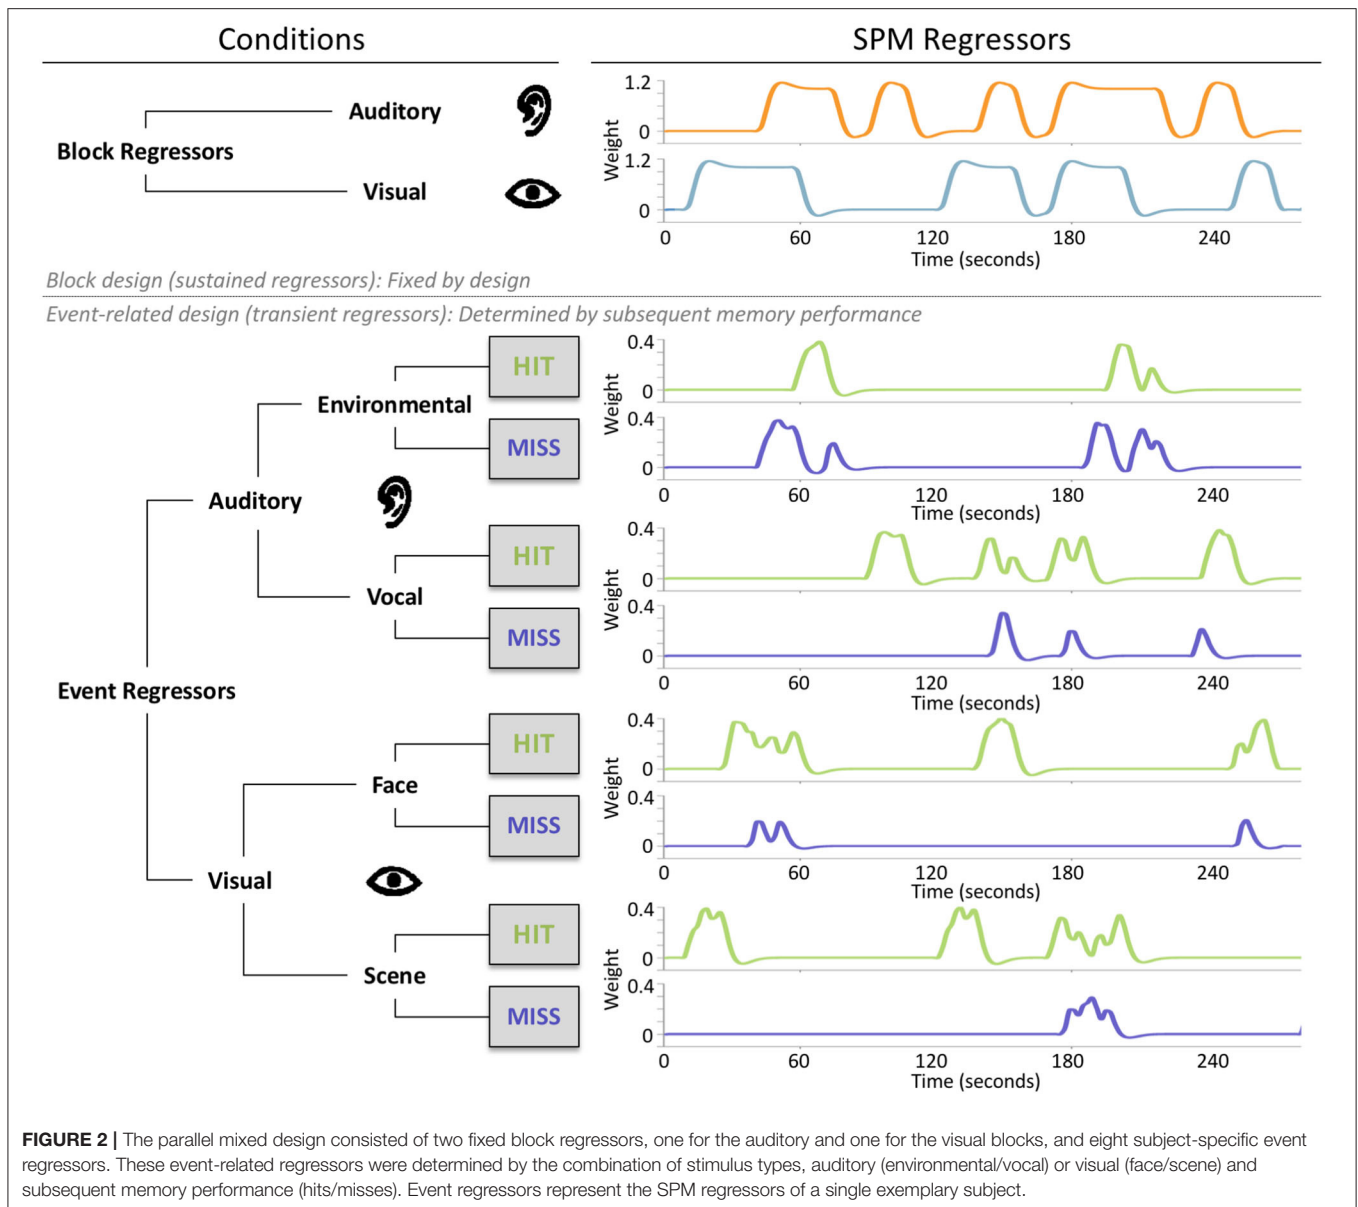 Conditions
SPM Regressors
Block Regressors
Auditory
Visual
Weight
1.2
0
1.2
0
0 60 120 180 240
Time (seconds)
Block design (sustained regressors): Fixed by design
Event-related design (transient regressors): Determined by subsequent memory performance
Event Regressors
Auditory
Environmental
HIT
MISS
Weight
0.4
0
0.4
0
0 60 120 180 240
Time (seconds)
Vocal
HIT
MISS
Weight
0.4
0
0.4
0
0 60 120 180 240
Time (seconds)
Visual
Face
HIT
MISS
Weight
0.4
0
0.4
0
0 60 120 180 240
Time (seconds)
Scene
HIT
MISS
Weight
0.4
0
0.4
0
0 60 120 180 240
Time (seconds)
FIGURE 2 | The parallel mixed design consisted of two fixed block regressors, one for the auditory and one for the visual blocks, and eight subject-specific event
regressors. These event-related regressors were determined by the combination of stimulus types, auditory (environmental/vocal) or visual (face/scene) and
subsequent memory performance (hits/misses). Event regressors represent the SPM regressors of a single exemplary subject.